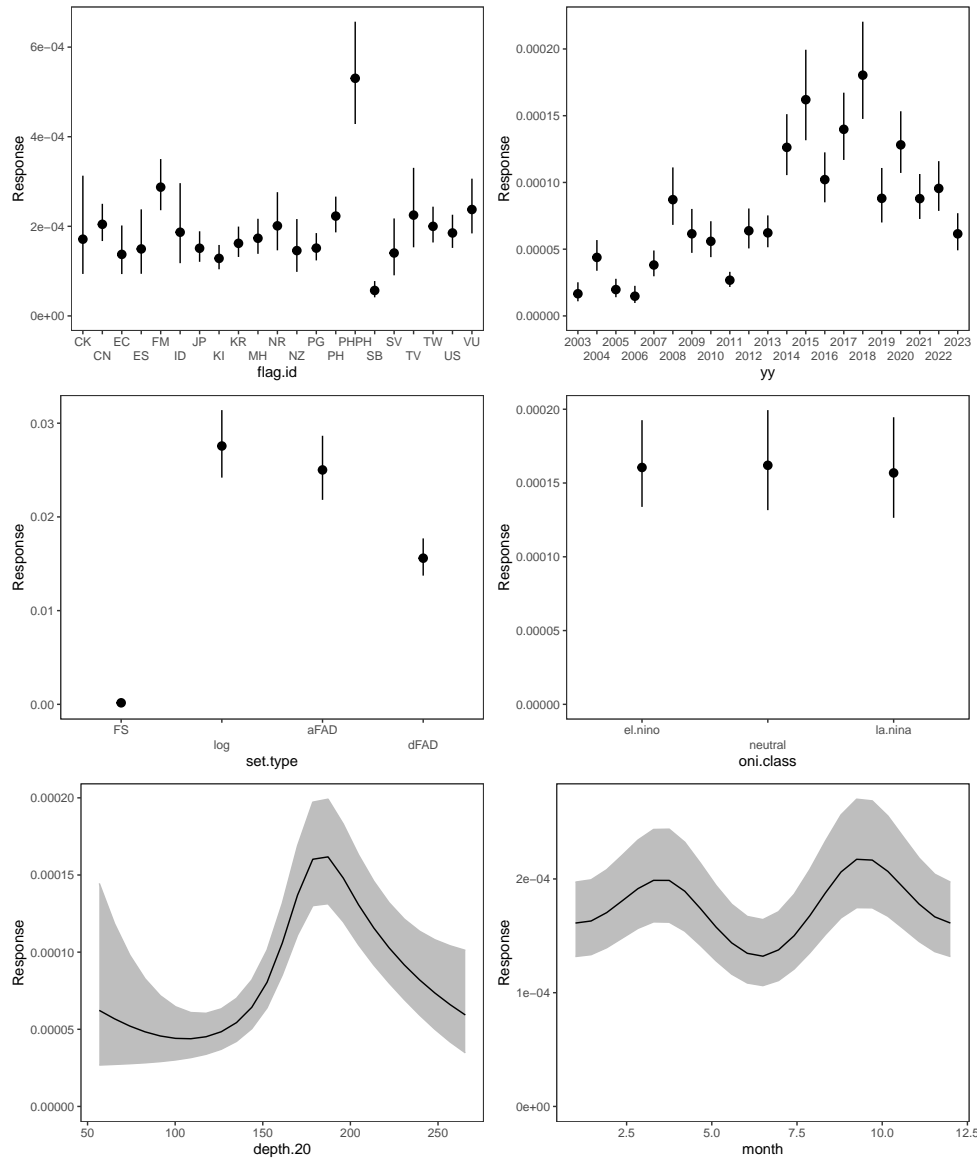 6e−04
4e−04
2e−04
0e+00
Response
CK EC FM JP KR NR PG PHPH SV TW VU
CN ES ID KI MH NZ PH SB TV US
flag.id
0.00020
0.00015
0.00010
0.00005
0.00000
Response
2003 2005 2007 2009 2011 2013 2015 2017 2019 2021 2023
2004 2006 2008 2010 2012 2014 2016 2018 2020 2022
yy
0.03
0.02
0.01
0.00
Response
FS aFAD
log dFAD
set.type
0.00020
0.00015
0.00010
0.00005
0.00000
Response
el.nino la.nina
neutral
oni.class
0.00020
0.00015
0.00010
0.00005
0.00000
Response
50 100 150 200 250
depth.20
2e−04
1e−04
0e+00
Response
2.5 5.0 7.5 10.0 12.5
month